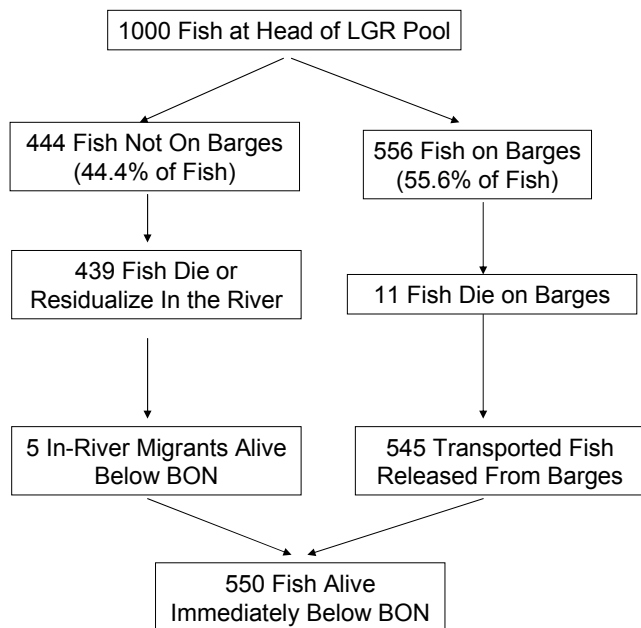 1000 Fish at Head of LGR Pool
444 Fish Not On Barges
(44.4% of Fish)
556 Fish on Barges
(55.6% of Fish)
439 Fish Die or
Residualize In the River
11 Fish Die on Barges
5 In-River Migrants Alive
Below BON
545 Transported Fish
Released From Barges
550 Fish Alive
Immediately Below BON